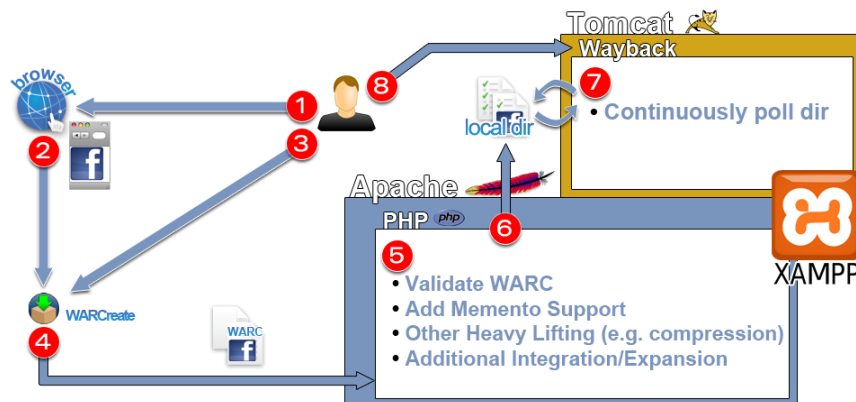 Tomcat
Wayback
browser
1
8
7
• Continuously poll dir
local dir
2
3
Apache
PHP php
6
XAMPP
5
• Validate WARC
• Add Memento Support
• Other Heavy Lifting (e.g. compression)
• Additional Integration/Expansion
WARCreate
4
WARC